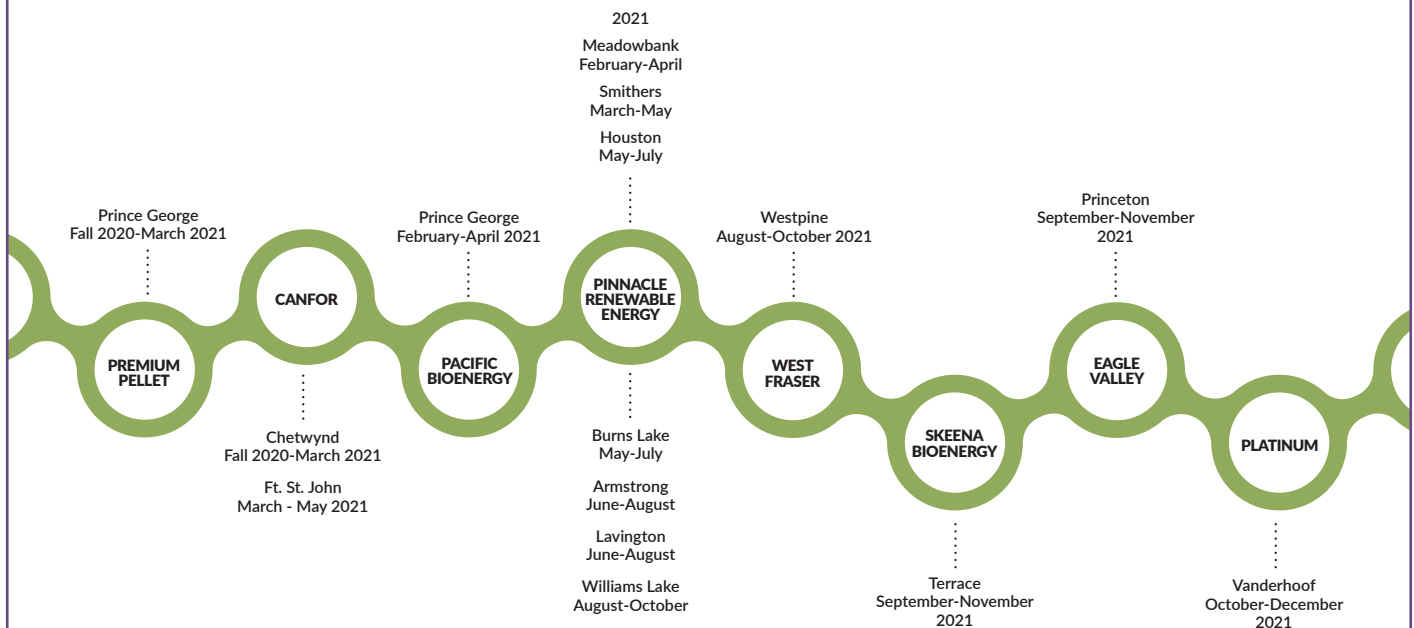 Prince George
Fall 2020-March 2021
PREMIUM
PELLET
CANFOR
Chetwynd
Fall 2020-March 2021
Ft. St. John
March - May 2021
Prince George
February-April 2021
PACIFIC
BIOENERGY
2021
Meadowbank
February-April
Smithers
March-May
Houston
May-July
PINNACLE
RENEWABLE
ENERGY
Burns Lake
May-July
Armstrong
June-August
Lavington
June-August
Williams Lake
August-October
Westpine
August-October 2021
WEST
FRASER
SKEENA
BIOENERGY
Terrace
September-November
2021
Princeton
September-November
2021
EAGLE
VALLEY
PLATINUM
Vanderhoof
October-December
2021